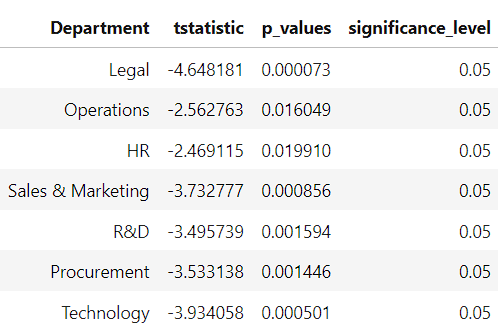 Department tstatistic p_values significance_level
Legal -4.648181 0.000073 0.05
Operations -2.562763 0.016049 0.05
HR -2.469115 0.019910 0.05
Sales & Marketing -3.732777 0.000856 0.05
R&D -3.495739 0.001594 0.05
Procurement -3.533138 0.001446 0.05
Technology -3.934058 0.000501 0.05